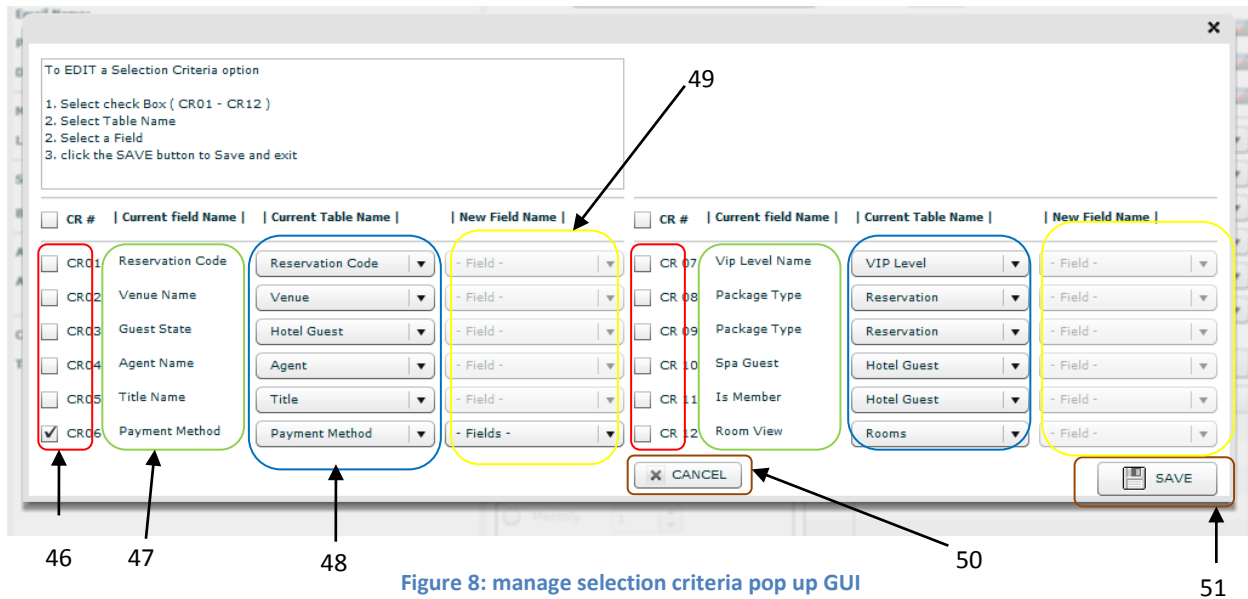 Email Name:
×
To EDIT a Selection Criteria option
1. Select check Box ( CR01 - CR12 )
2. Select Table Name
2. Select a Field
3. click the SAVE button to Save and exit
49
CR # | Current field Name | | Current Table Name | | New Field Name | CR # | Current field Name | | Current Table Name | | New Field Name |
CR01 Reservation Code Reservation Code - Field - CR 07 Vip Level Name VIP Level - Field -
CR02 Venue Name Venue - Field - CR 08 Package Type Reservation - Field -
CR03 Guest State Hotel Guest - Field - CR 09 Package Type Reservation - Field -
CR04 Agent Name Agent - Field - CR 10 Spa Guest Hotel Guest - Field -
CR05 Title Name Title - Field - CR 11 Is Member Hotel Guest - Field -
CR06 Payment Method Payment Method - Fields - CR 12 Room View Rooms - Field -
CANCEL SAVE
Monthly 1
46 47 48 50 51
Figure 8: manage selection criteria pop up GUI